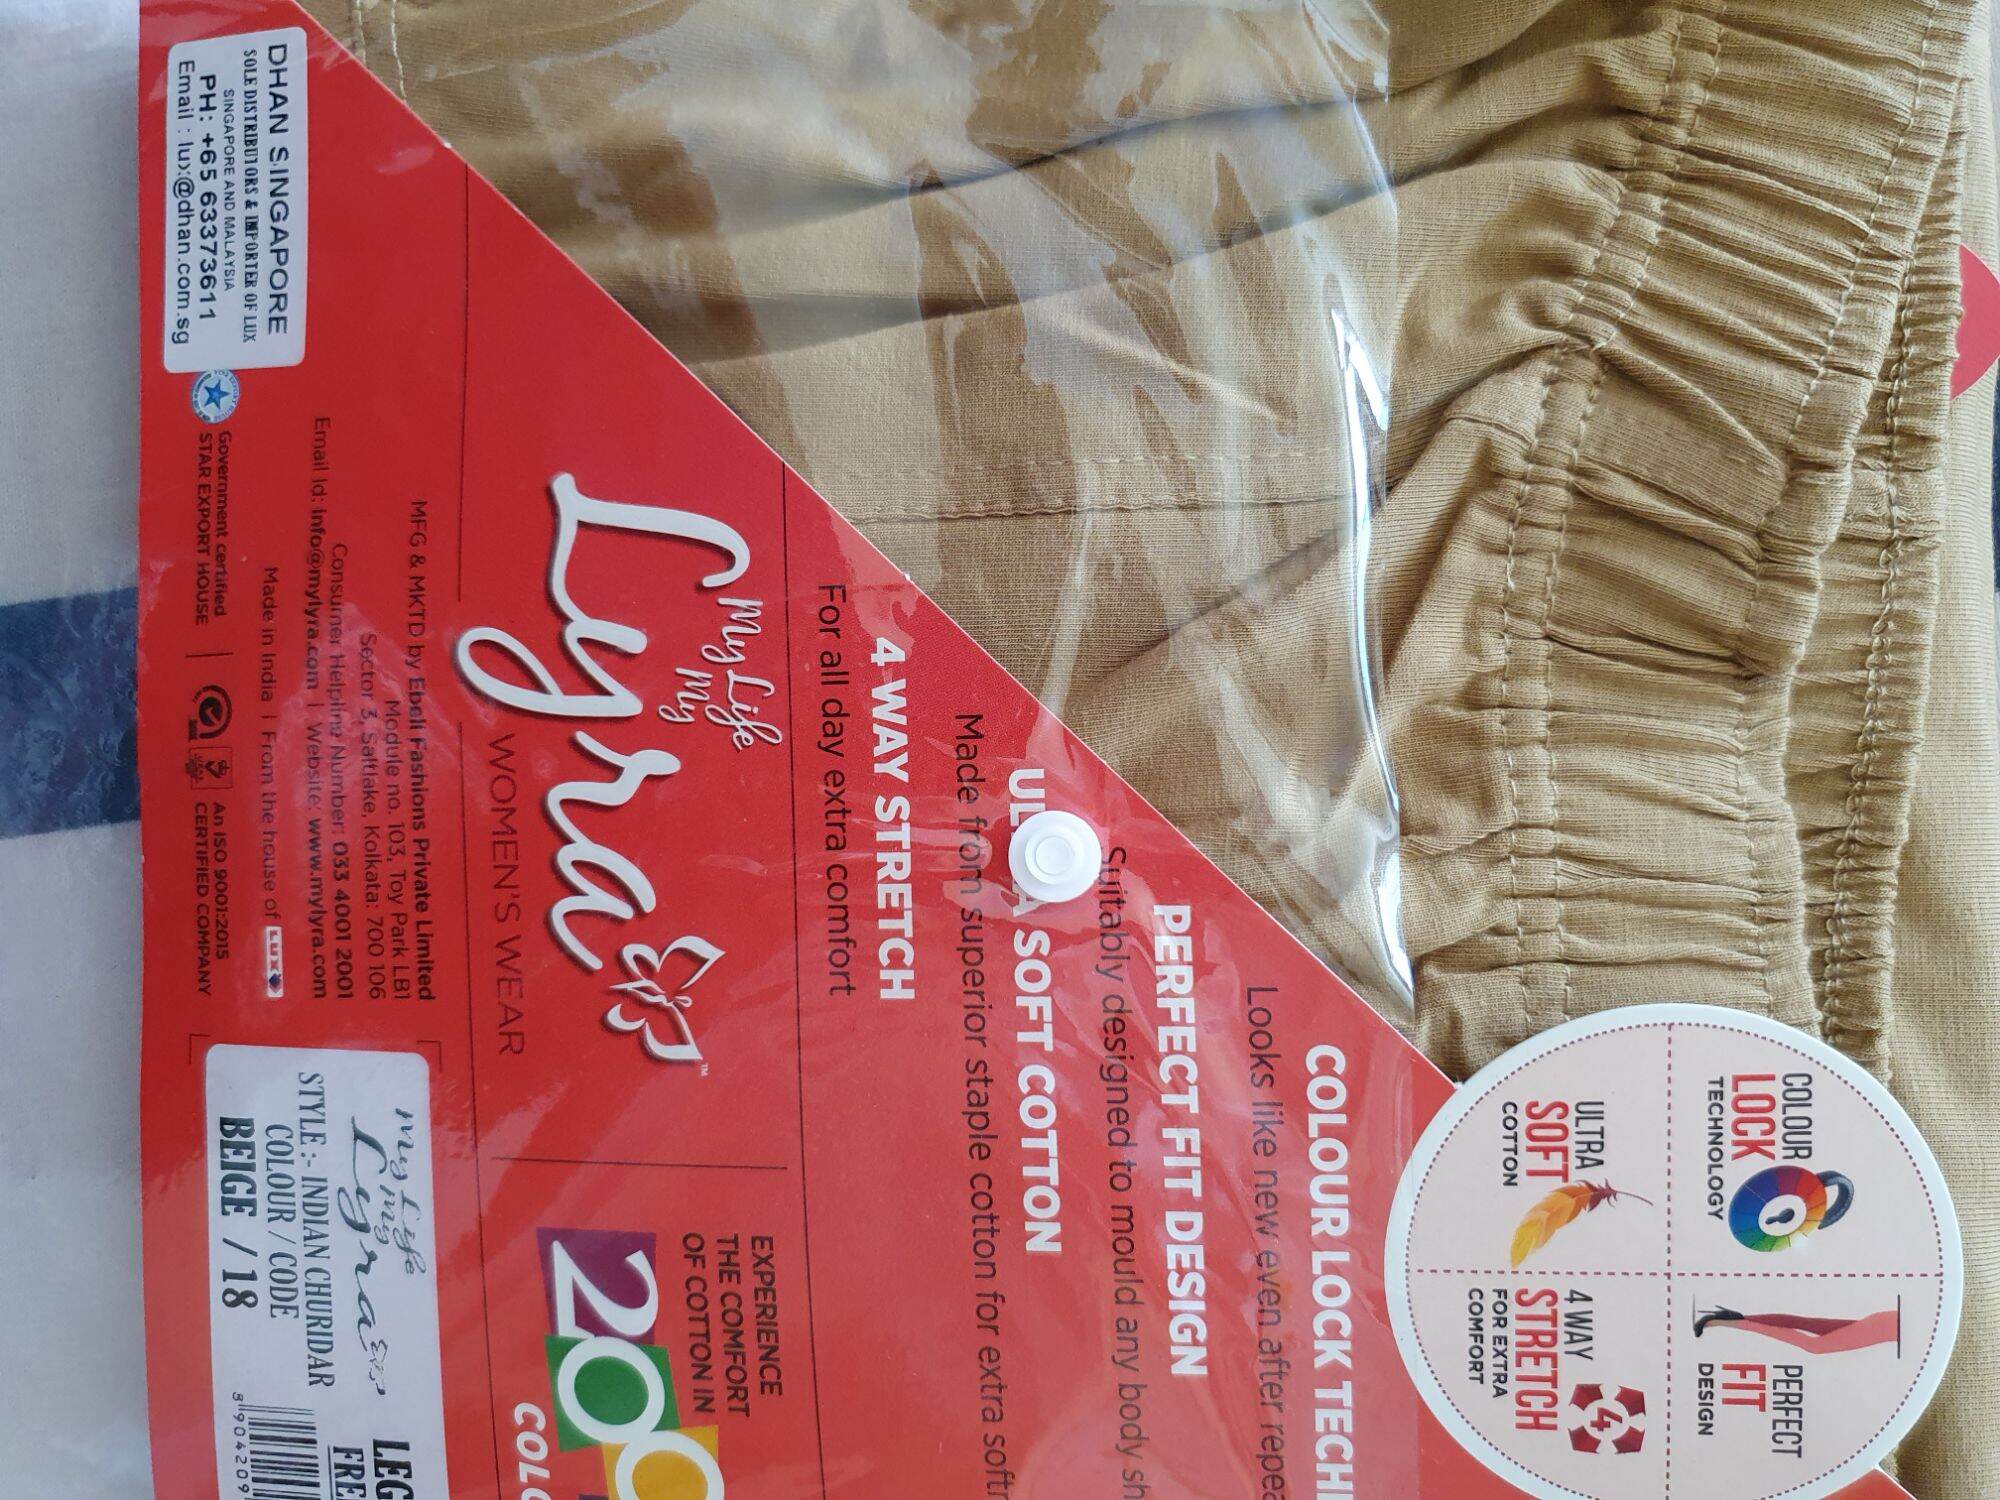 COLOUR
LOCK
TECHNOLOGY
PERFECT
FIT
DESIGN
ULTRA
SOFT
COTTON
4 WAY
STRETCH
FOR EXTRA
COMFORT
4
COLOUR LOCK
Looks like new even after
PERFECT FIT DESIGN
Suitably designed to mould any body
SOFT COTTON
Made from superior staple cotton for extra
4 WAY STRETCH
For all day extra comfort
My Life
My
Lyra
TM
WOMEN'S WEAR
EXPERIENCE
THE COMFORT
OF COTTON IN
200
MFG & MKTD by Ebell Fashions Private Limited
Module no. 103, Toy Park LB1
Sector 3, Saltlake, Kolkata: 700 106
Consumer Helpline Number: 033 4001 2001
Email Id: info@mylyra.com | Website: www.mylyra.com
Made in India | From the house of LUX
Government certified
STAR EXPORT HOUSE
An ISO 9001:2015
CERTIFIED COMPANY
DHAN SINGAPORE
SOLE DISTRIBUTORS & IMPORTER OF LUX
SINGAPORE AND MALAYSIA
PH: +65 63373611
Email : lux@dhan.com.sg
My Life
My
Lyra
STYLE :- INDIAN CHURIDAR
COLOUR / CODE
BEIGE / 18
8 904209